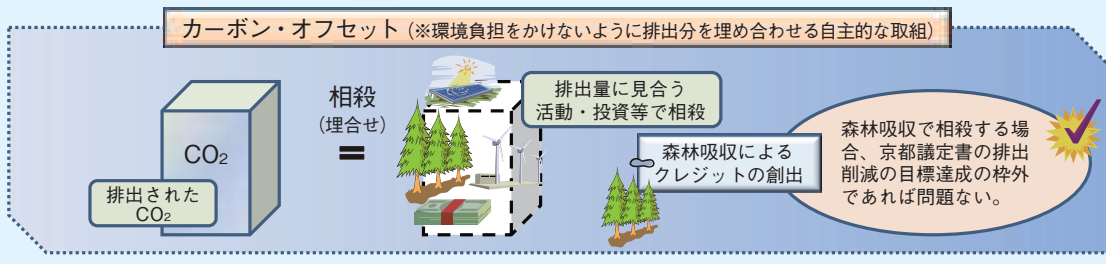 カーボン・オフセット（※環境負担をかけないように排出分を埋め合わせる自主的な取組）
CO₂
排出された
CO₂
相殺
（埋合せ）
＝
排出量に見合う
活動・投資等で相殺
森林吸収による
クレジットの創出
森林吸収で相殺する場
合、京都議定書の排出
削減の目標達成の枠外
であれば問題ない。